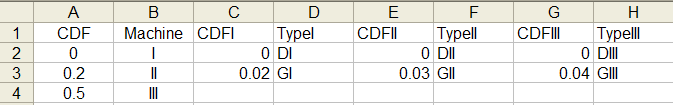 A B C D E F G H
1 CDF Machine CDFI TypeI CDFII TypeII CDFIII TypeIII
2 0 I 0 DI 0 DII 0 DIII
3 0.2 II 0.02 GI 0.03 GII 0.04 GIII
4 0.5 III